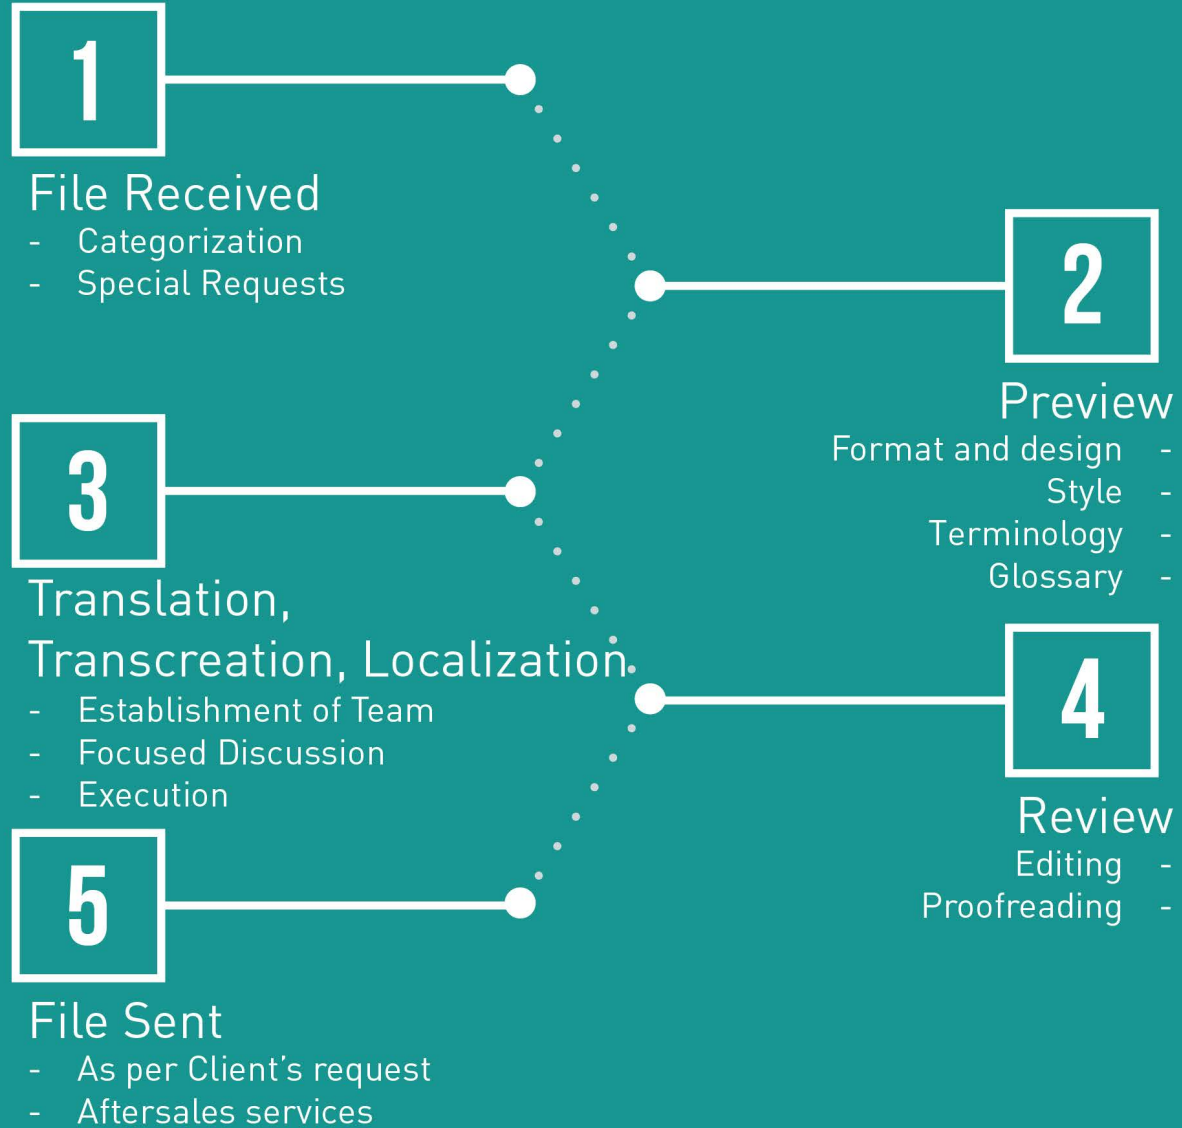 1
File Received
- Categorization
- Special Requests
2
Preview
Format and design -
Style -
Terminology -
Glossary -
3
Translation,
Transcreation, Localization
- Establishment of Team
- Focused Discussion
- Execution
4
Review
Editing -
Proofreading -
5
File Sent
- As per Client's request
- Aftersales services